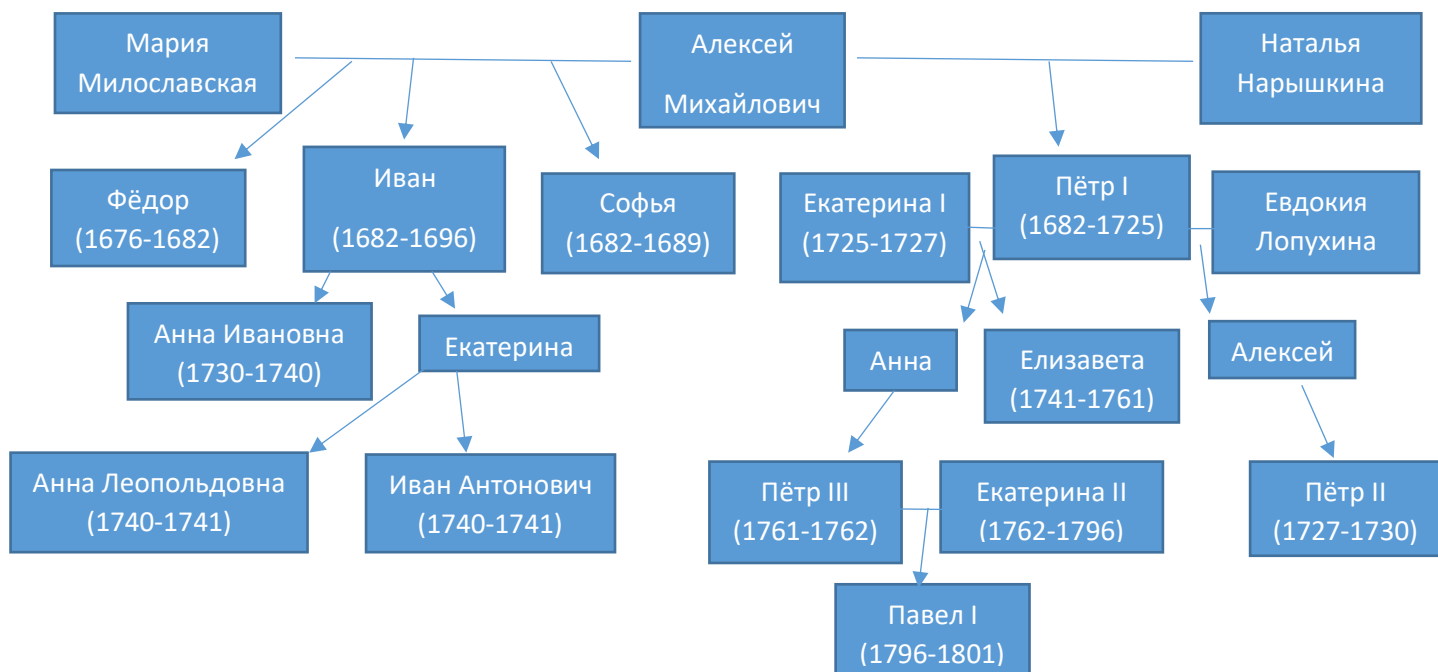 Мария
Милославская
Алексей
Михайлович
Наталья
Нарышкина
Фёдор
(1676-1682)
Иван
(1682-1696)
Софья
(1682-1689)
Екатерина I
(1725-1727)
Пётр I
(1682-1725)
Евдокия
Лопухина
Анна Ивановна
(1730-1740)
Екатерина
Анна
Елизавета
(1741-1761)
Алексей
Анна Леопольдовна
(1740-1741)
Иван Антонович
(1740-1741)
Пётр III
(1761-1762)
Екатерина II
(1762-1796)
Пётр II
(1727-1730)
Павел I
(1796-1801)